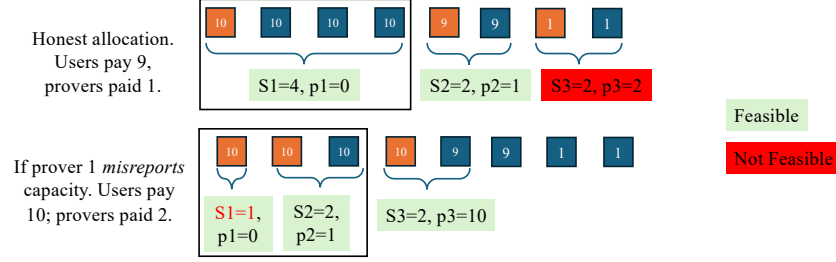 10 10 10 10 9 9 1 1
Honest allocation.
Users pay 9,
provers paid 1.
S1=4, p1=0
S2=2, p2=1
S3=2, p3=2
Feasible
Not Feasible
10 10 10 10 9 9 1 1
If prover 1 misreports
capacity. Users pay
10; provers paid 2.
S1=1,
p1=0
S2=2,
p2=1
S3=2, p3=10